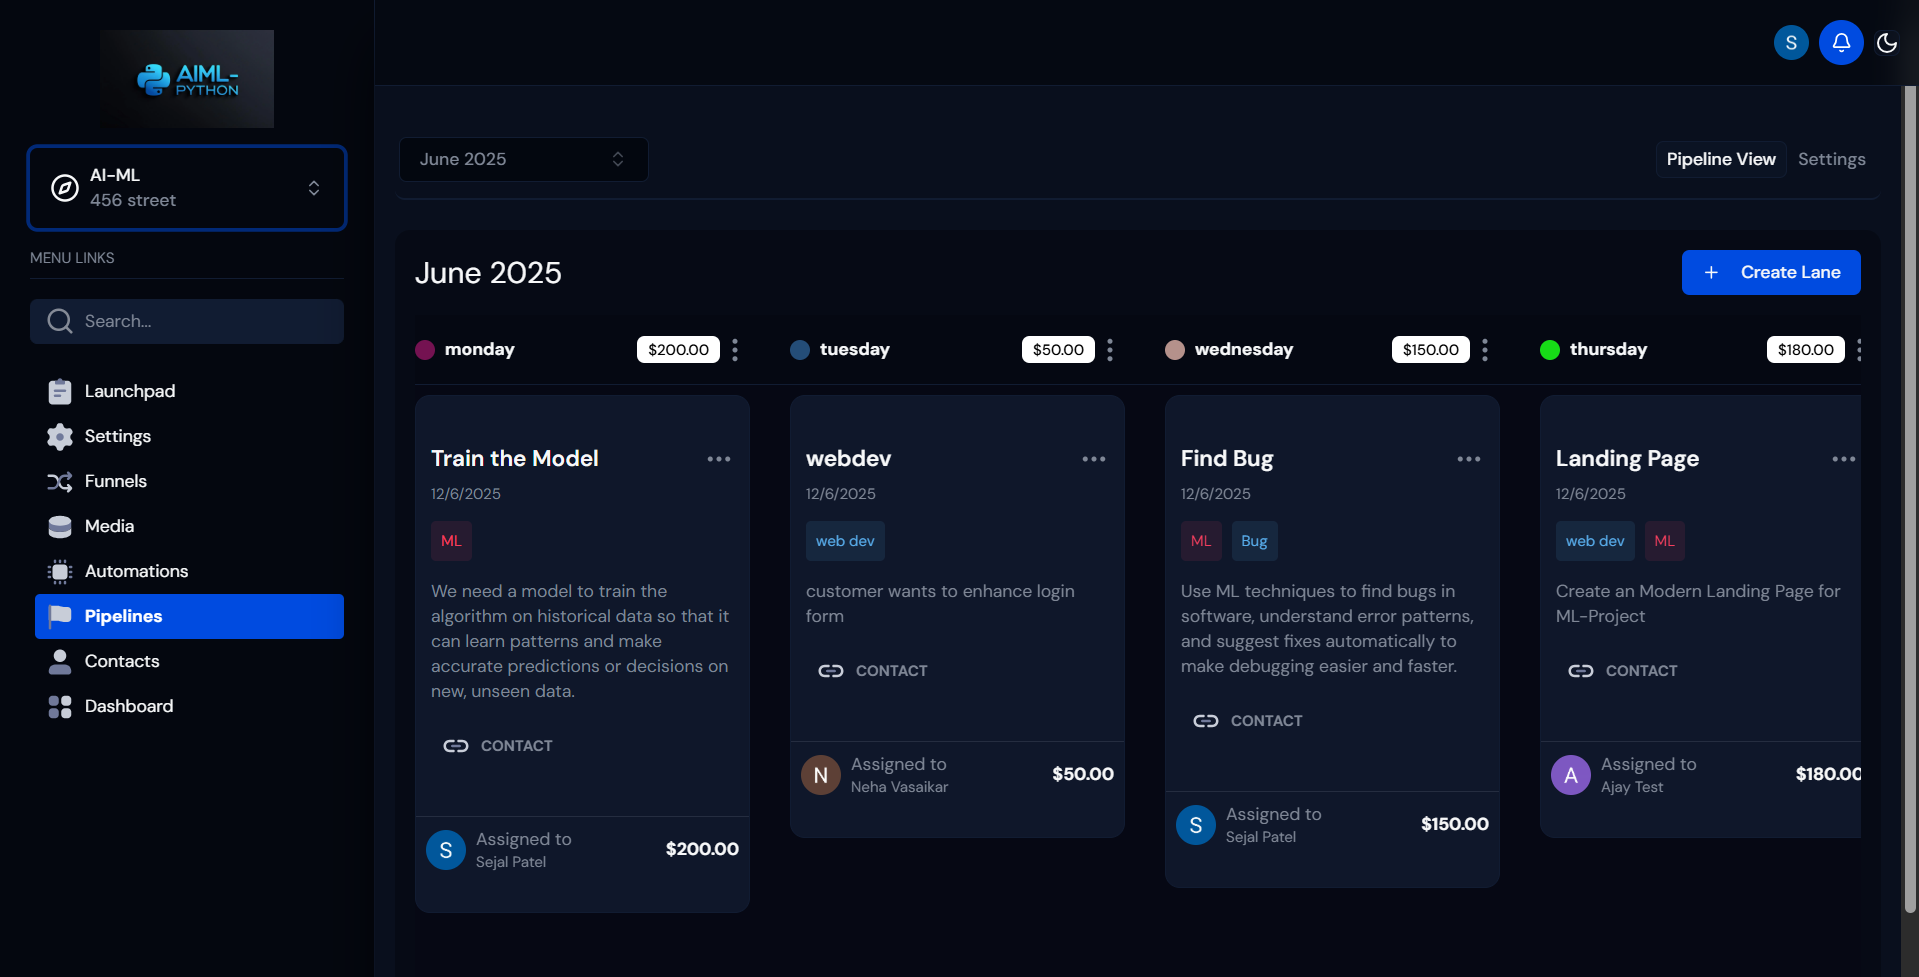 AIML-
PYTHON
AI-ML
456 street
MENU LINKS
Search...
Launchpad
Settings
Funnels
Media
Automations
Pipelines
Contacts
Dashboard
S
June 2025
Pipeline View
Settings
June 2025
+ Create Lane
monday
$200.00
Train the Model
12/6/2025
ML
We need a model to train the
algorithm on historical data so that it
can learn patterns and make
accurate predictions or decisions on
new, unseen data.
CONTACT
S
Assigned to
Sejal Patel
$200.00
tuesday
$50.00
webdev
12/6/2025
web dev
customer wants to enhance login
form
CONTACT
N
Assigned to
Neha Vasaikar
$50.00
wednesday
$150.00
Find Bug
12/6/2025
ML
Bug
Use ML techniques to find bugs in
software, understand error patterns,
and suggest fixes automatically to
make debugging easier and faster.
CONTACT
S
Assigned to
Sejal Patel
$150.00
thursday
$180.00
Landing Page
12/6/2025
web dev
ML
Create an Modern Landing Page for
ML-Project
CONTACT
A
Assigned to
Ajay Test
$180.00